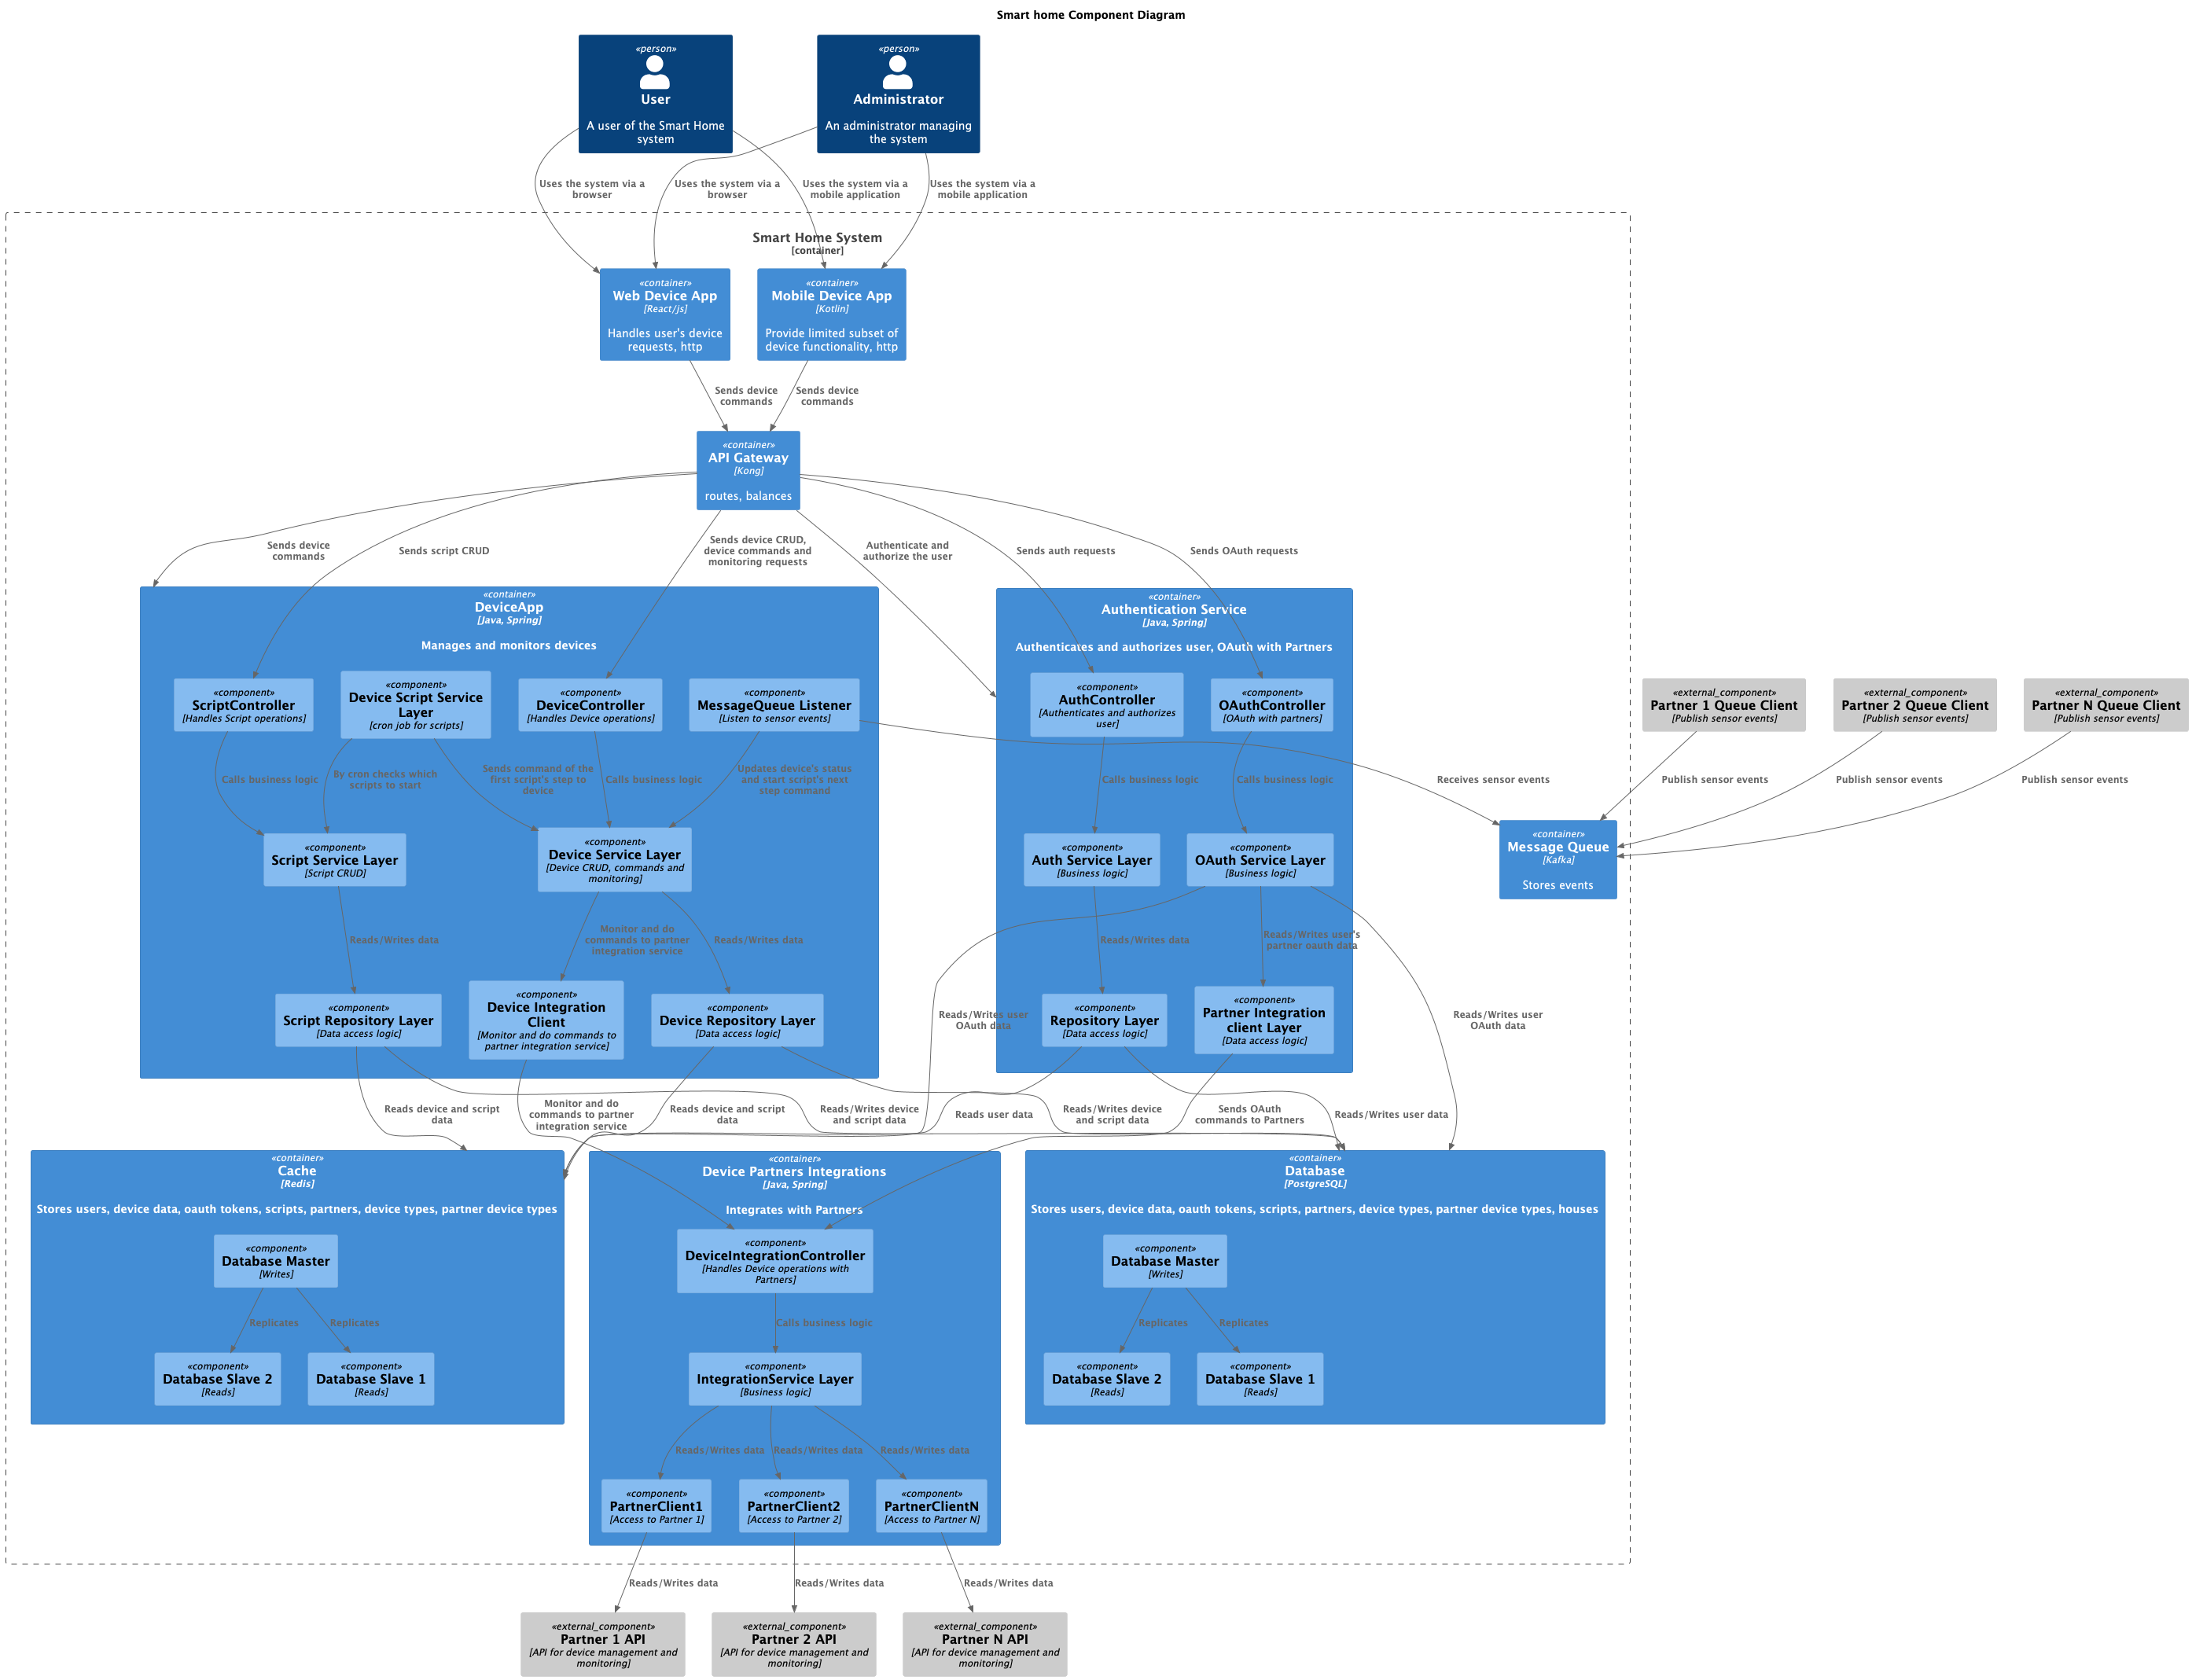 Smart home Component Diagram
«person»
User
A user of the Smart Home
system
«person»
Administrator
An administrator managing
the system
Uses the system via a
browser
Uses the system via a
browser
Uses the system via a
mobile application
Uses the system via a
mobile application
Smart Home System
[container]
«container»
Web Device App
[React/js]
Handles user's device
requests, http
«container»
Mobile Device App
[Kotlin]
Provide limited subset of
device functionality, http
Sends device
commands
Sends device
commands
«container»
API Gateway
[Kong]
routes, balances
Sends device
commands
Sends script CRUD
Sends device CRUD,
device commands and
monitoring requests
Authenticate and
authorize the user
Sends auth requests
Sends OAuth requests
«container»
DeviceApp
[Java, Spring]
Manages and monitors devices
«component»
ScriptController
[Handles Script operations]
«component»
Device Script Service
Layer
[cron job for scripts]
«component»
DeviceController
[Handles Device operations]
«component»
MessageQueue Listener
[Listen to sensor events]
Calls business logic
By cron checks which
scripts to start
Sends command of the
first script's step to
device
Calls business logic
Updates device's status
and start script's next
step command
«component»
Script Service Layer
[Script CRUD]
«component»
Device Service Layer
[Device CRUD, commands and
monitoring]
Reads/Writes data
Monitor and do
commands to partner
integration service
Reads/Writes data
«component»
Script Repository Layer
[Data access logic]
«component»
Device Integration
Client
[Monitor and do commands to
partner integration service]
«component»
Device Repository Layer
[Data access logic]
«container»
Authentication Service
[Java, Spring]
Authenticates and authorizes user, OAuth with Partners
«component»
AuthController
[Authenticates and authorizes
user]
«component»
OAuthController
[OAuth with partners]
Calls business logic
Calls business logic
«component»
Auth Service Layer
[Business logic]
«component»
OAuth Service Layer
[Business logic]
Reads/Writes data
Reads/Writes user's
partner oauth data
Reads/Writes user
OAuth data
«component»
Repository Layer
[Data access logic]
«component»
Partner Integration
client Layer
[Data access logic]
Reads/Writes user
OAuth data
Receives sensor events
«external_component»
Partner 1 Queue Client
[Publish sensor events]
«external_component»
Partner 2 Queue Client
[Publish sensor events]
«external_component»
Partner N Queue Client
[Publish sensor events]
Publish sensor events
Publish sensor events
Publish sensor events
«container»
Message Queue
[Kafka]
Stores events
Reads device and script
data
Monitor and do
commands to partner
integration service
Reads device and script
data
Reads/Writes device
and script data
Reads user data
Reads/Writes device
and script data
Sends OAuth
commands to Partners
Reads/Writes user data
«container»
Cache
[Redis]
Stores users, device data, oauth tokens, scripts, partners, device types, partner device types
«component»
Database Master
[Writes]
Replicates
Replicates
«component»
Database Slave 2
[Reads]
«component»
Database Slave 1
[Reads]
«container»
Device Partners Integrations
[Java, Spring]
Integrates with Partners
«component»
DeviceIntegrationController
[Handles Device operations with
Partners]
Calls business logic
«component»
IntegrationService Layer
[Business logic]
Reads/Writes data
Reads/Writes data
Reads/Writes data
«component»
PartnerClient1
[Access to Partner 1]
«component»
PartnerClient2
[Access to Partner 2]
«component»
PartnerClientN
[Access to Partner N]
«container»
Database
[PostgreSQL]
Stores users, device data, oauth tokens, scripts, partners, device types, partner device types, houses
«component»
Database Master
[Writes]
Replicates
Replicates
«component»
Database Slave 2
[Reads]
«component»
Database Slave 1
[Reads]
Reads/Writes data
Reads/Writes data
Reads/Writes data
«external_component»
Partner 1 API
[API for device management and
monitoring]
«external_component»
Partner 2 API
[API for device management and
monitoring]
«external_component»
Partner N API
[API for device management and
monitoring]